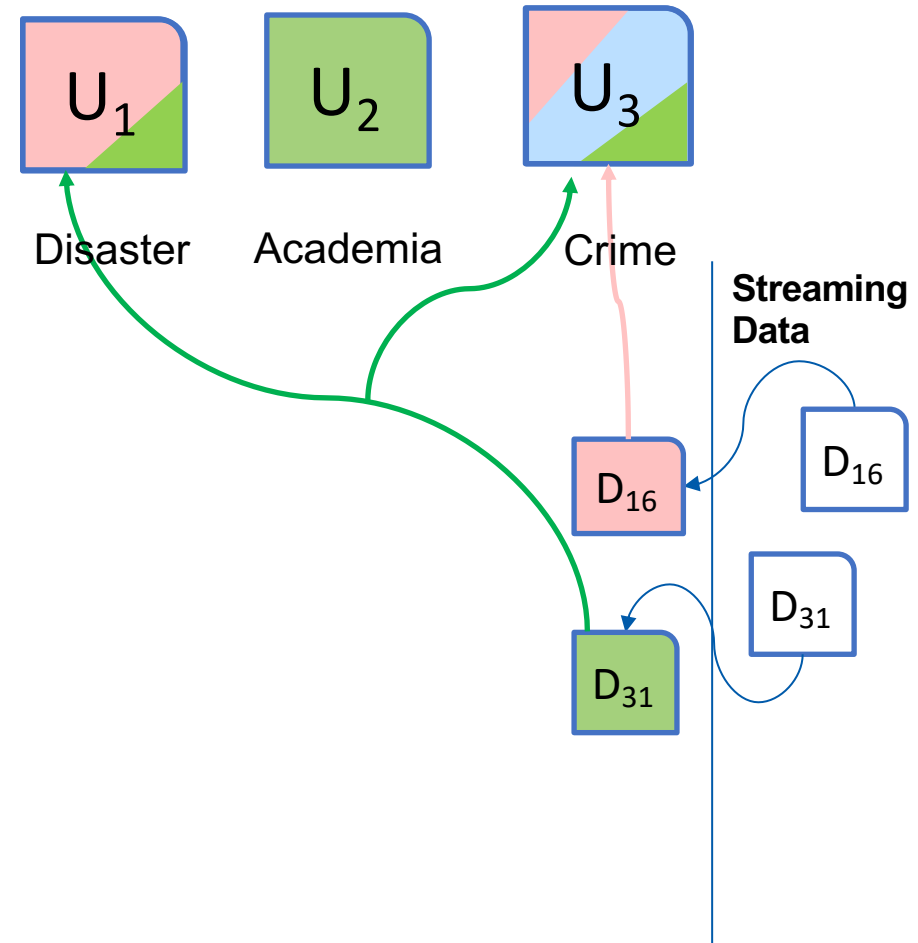 U₁
U₂
U₃
Disaster
Academia
Crime
Streaming
Data
D₁₆
D₁₆
D₃₁
D₃₁